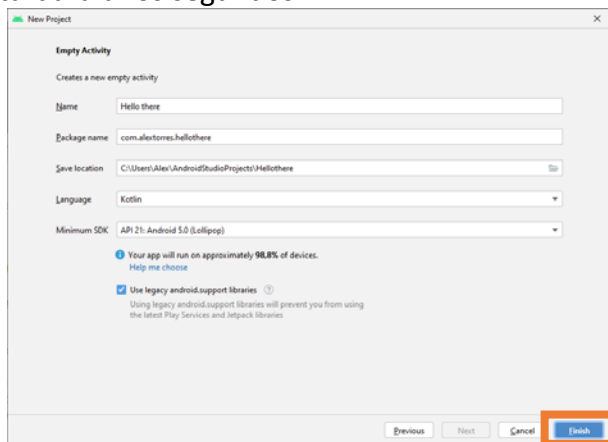 New Project
Empty Activity
Creates a new empty activity
Name Hello there
Package name com.alextorres.hellothere
Save location C:\Users\Alex\AndroidStudioProjects\Hellothere
Language Kotlin
Minimum SDK API 21: Android 5.0 (Lollipop)
Your app will run on approximately 98,8% of devices.
Help me choose
Use legacy android.support libraries ?
Using legacy android.support libraries will prevent you from using
the latest Play Services and Jetpack libraries
Previous Next Cancel Finish